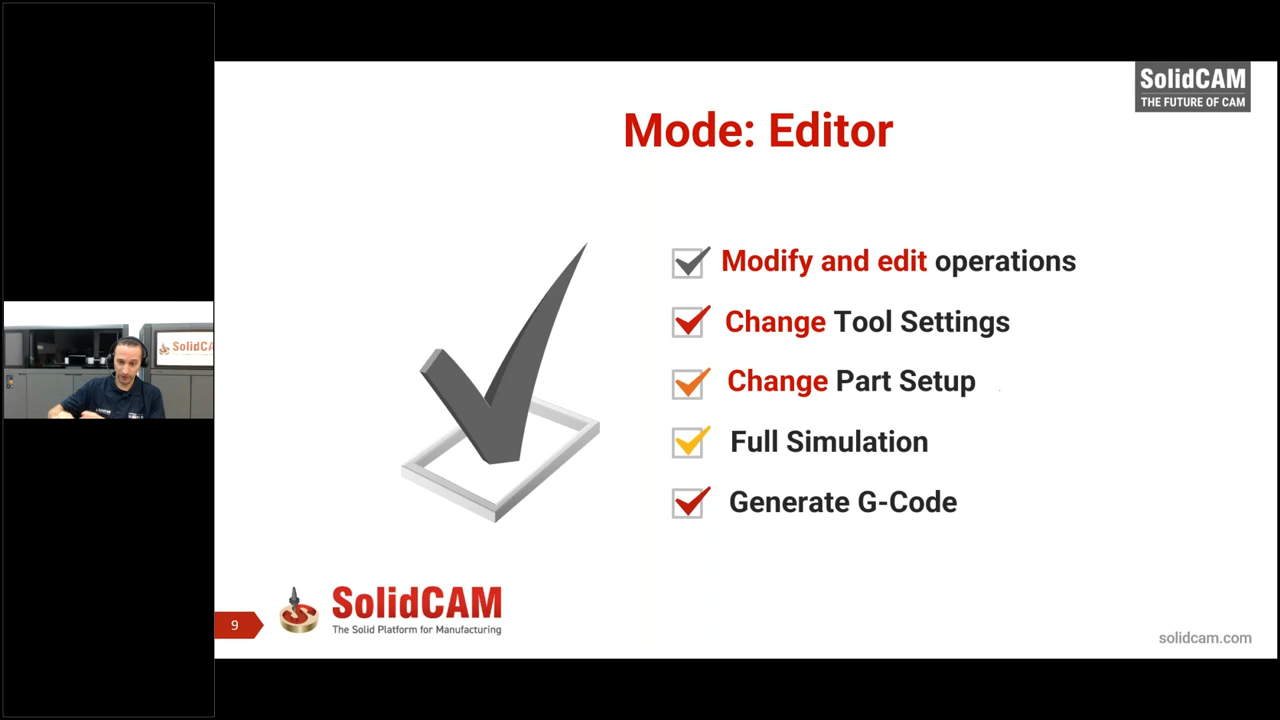 SolidCAM
THE FUTURE OF CAM
Mode: Editor
Modify and edit operations
Change Tool Settings
Change Part Setup
Full Simulation
Generate G-Code
SolidCA
9
SolidCAM
The Solid Platform for Manufacturing
solidcam.com